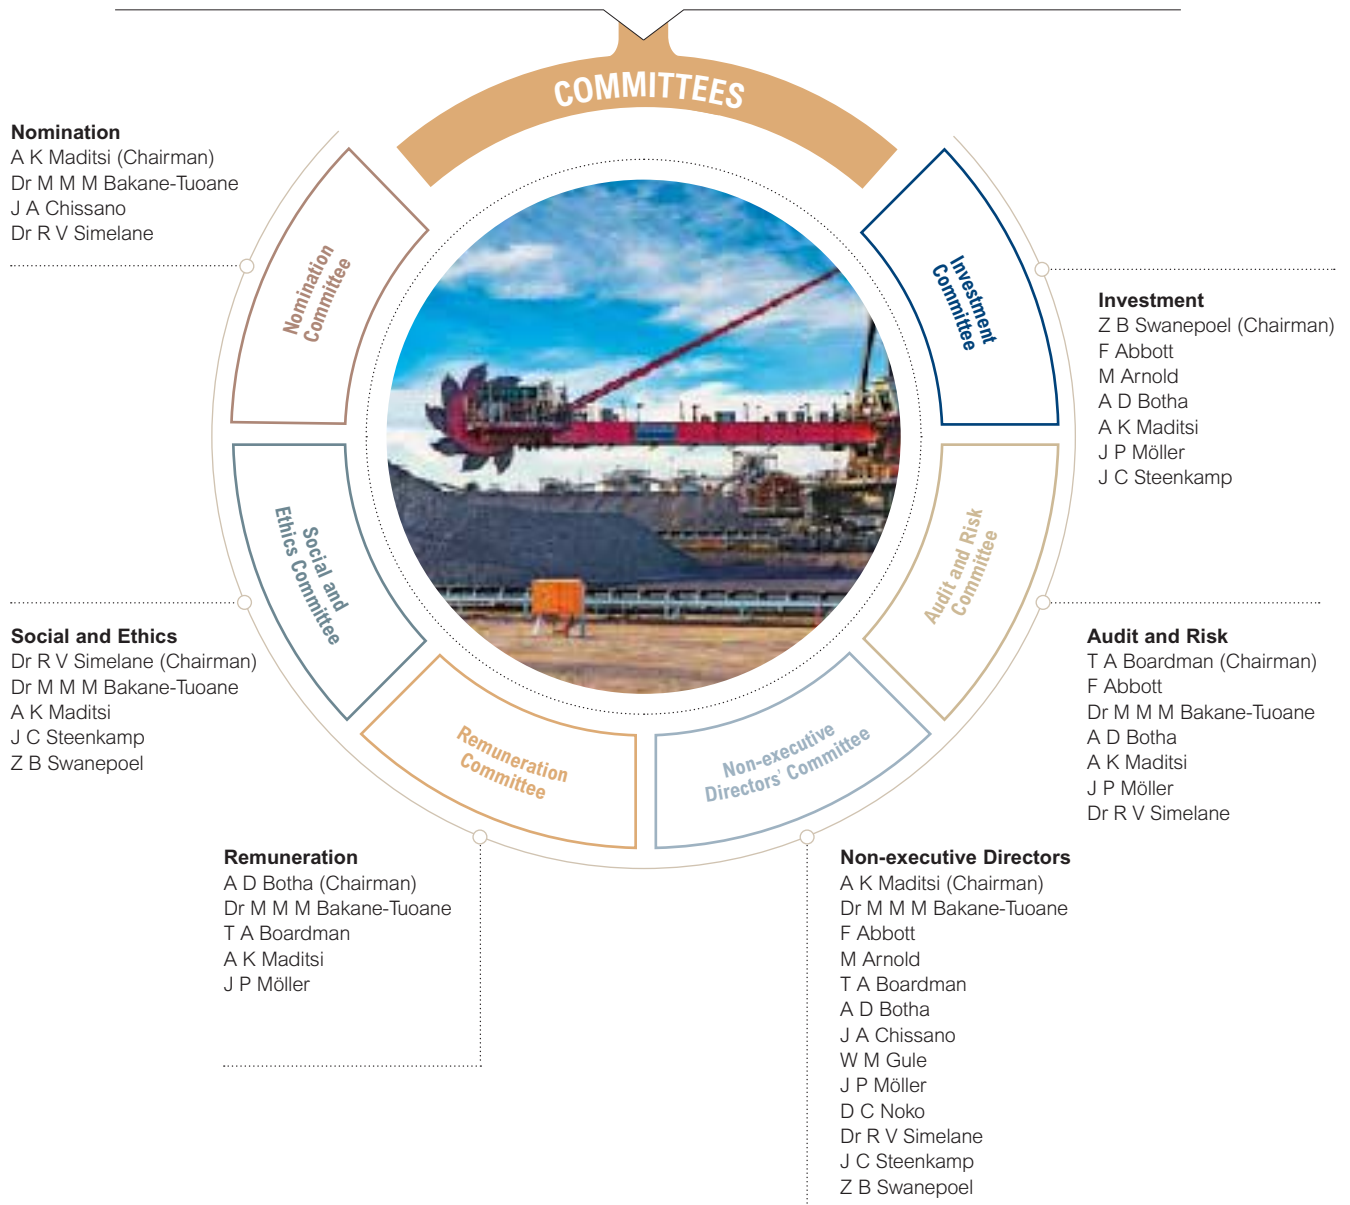 COMMITTEES
Nomination
A K Maditsi (Chairman)
Dr M M M Bakane-Tuoane
J A Chissano
Dr R V Simelane
Nomination
Committee
Investment
Committee
Investment
Z B Swanepoel (Chairman)
F Abbott
M Arnold
A D Botha
A K Maditsi
J P Möller
J C Steenkamp
Social and
Ethics Committee
Audit and Risk
Committee
Social and Ethics
Dr R V Simelane (Chairman)
Dr M M M Bakane-Tuoane
A K Maditsi
J C Steenkamp
Z B Swanepoel
Audit and Risk
T A Boardman (Chairman)
F Abbott
Dr M M M Bakane-Tuoane
A D Botha
A K Maditsi
J P Möller
Dr R V Simelane
Remuneration
Committee
Non-executive
Directors' Committee
Remuneration
A D Botha (Chairman)
Dr M M M Bakane-Tuoane
T A Boardman
A K Maditsi
J P Möller
Non-executive Directors
A K Maditsi (Chairman)
Dr M M M Bakane-Tuoane
F Abbott
M Arnold
T A Boardman
A D Botha
J A Chissano
W M Gule
J P Möller
D C Noko
Dr R V Simelane
J C Steenkamp
Z B Swanepoel